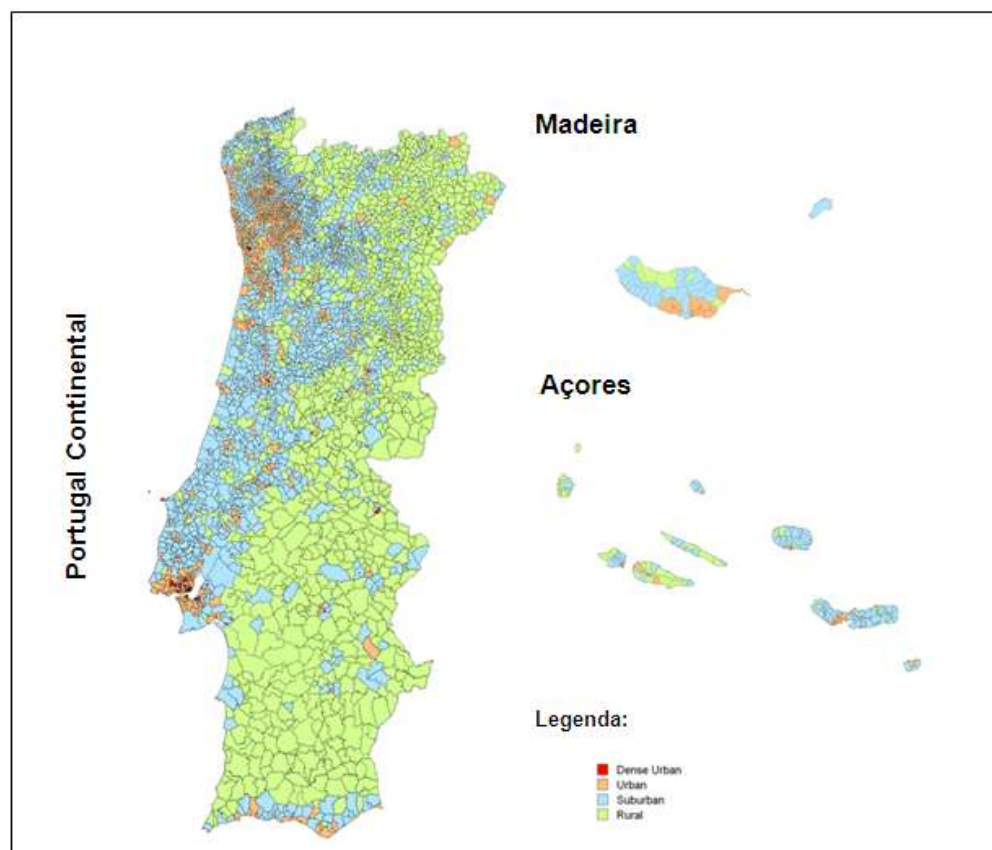 Madeira
Açores
Portugal Continental
Legenda:
Dense Urban
Urban
Suburban
Rural